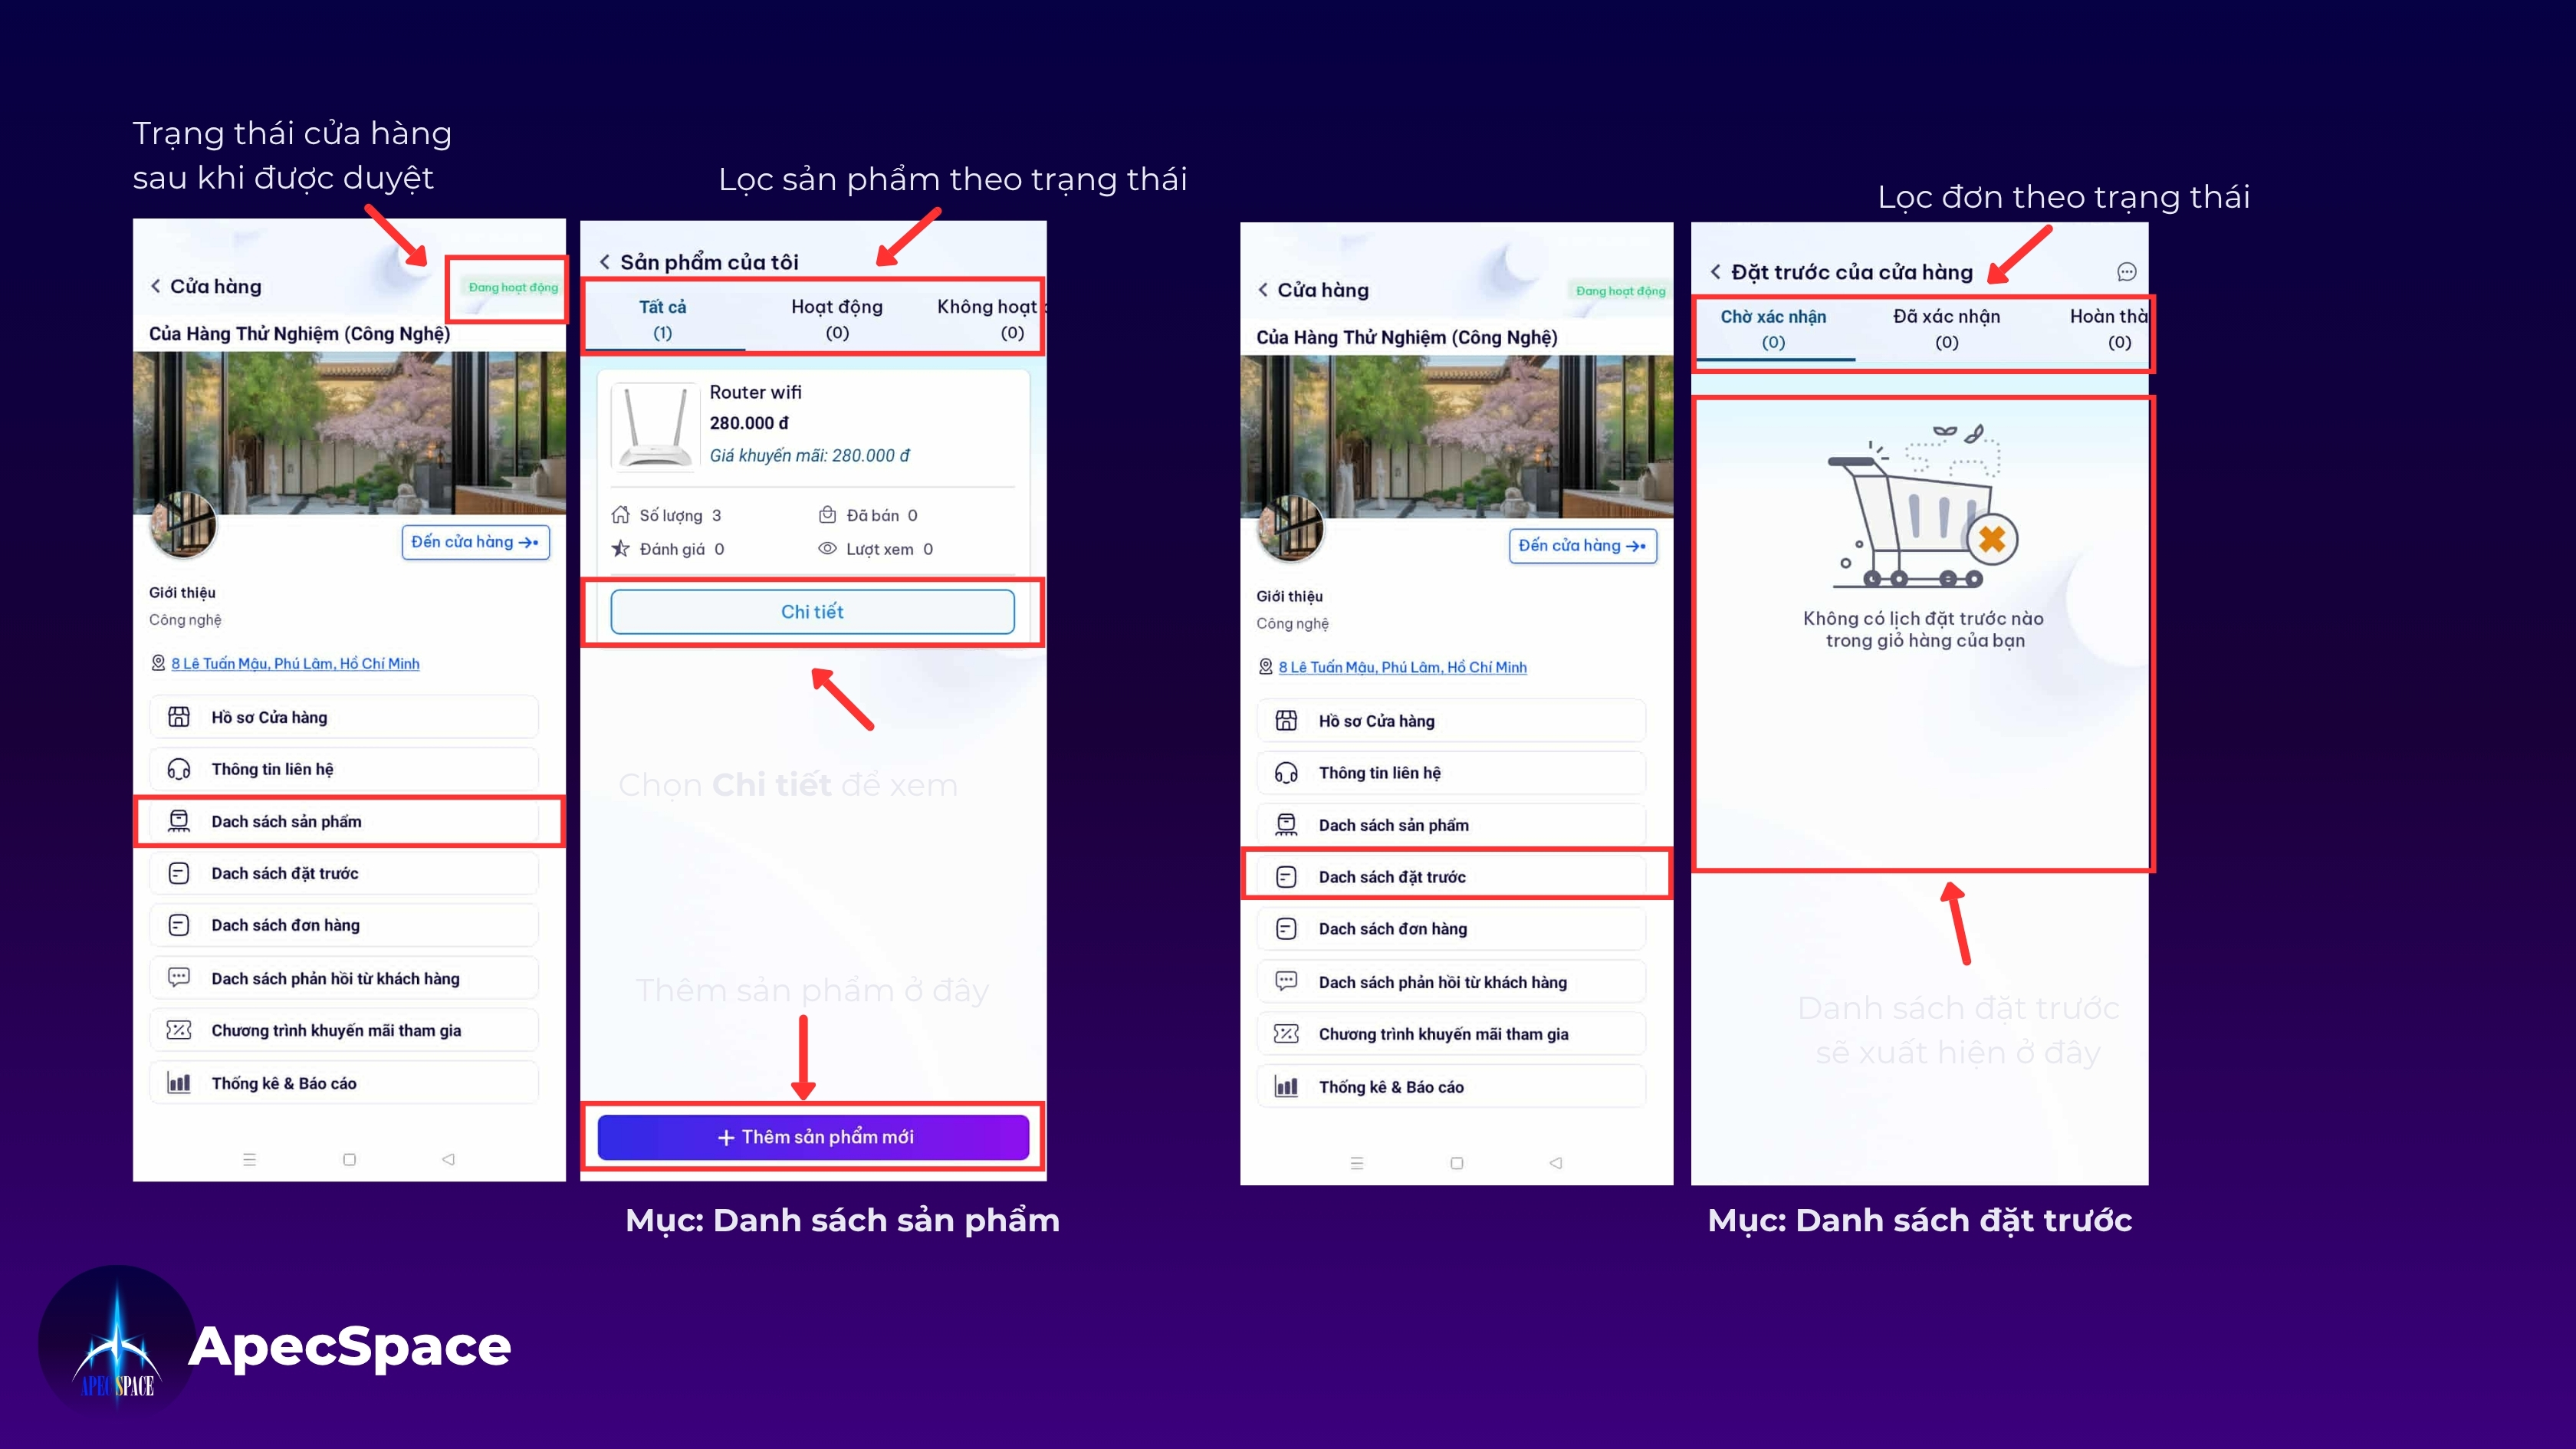 Trạng thái cửa hàng
sau khi được duyệt
Lọc sản phẩm theo trạng thái
Cửa hàng
Đang hoạt động
Của Hàng Thử Nghiệm (Công Nghệ)
Đến cửa hàng
Giới thiệu
Công nghệ
8 Lê Tuấn Mậu, Phú Lâm, Hồ Chí Minh
Hồ sơ Cửa hàng
Thông tin liên hệ
Dach sách sản phẩm
Dach sách đặt trước
Dach sách đơn hàng
Dach sách phản hồi từ khách hàng
Chương trình khuyến mãi tham gia
Thống kê & Báo cáo
Sản phẩm của tôi
Tất cả Hoạt động Không hoạt
(1) (0) (0)
Router wifi
280.000 đ
Giá khuyến mãi: 280.000 đ
Số lượng 3 Đã bán 0
Đánh giá 0 Lượt xem 0
Chi tiết
Chọn Chi tiết để xem
Thêm sản phẩm ở đây
+ Thêm sản phẩm mới
Mục: Danh sách sản phẩm
Lọc đơn theo trạng thái
Cửa hàng
Đang hoạt động
Của Hàng Thử Nghiệm (Công Nghệ)
Đến cửa hàng
Giới thiệu
Công nghệ
8 Lê Tuấn Mậu, Phú Lâm, Hồ Chí Minh
Hồ sơ Cửa hàng
Thông tin liên hệ
Dach sách sản phẩm
Dach sách đặt trước
Dach sách đơn hàng
Dach sách phản hồi từ khách hàng
Chương trình khuyến mãi tham gia
Thống kê & Báo cáo
Đặt trước của cửa hàng
Chờ xác nhận Đã xác nhận Hoàn thà
(0) (0) (0)
Không có lịch đặt trước nào
trong giỏ hàng của bạn
Danh sách đặt trước
sẽ xuất hiện ở đây
Mục: Danh sách đặt trước
APECSPACE
ApecSpace